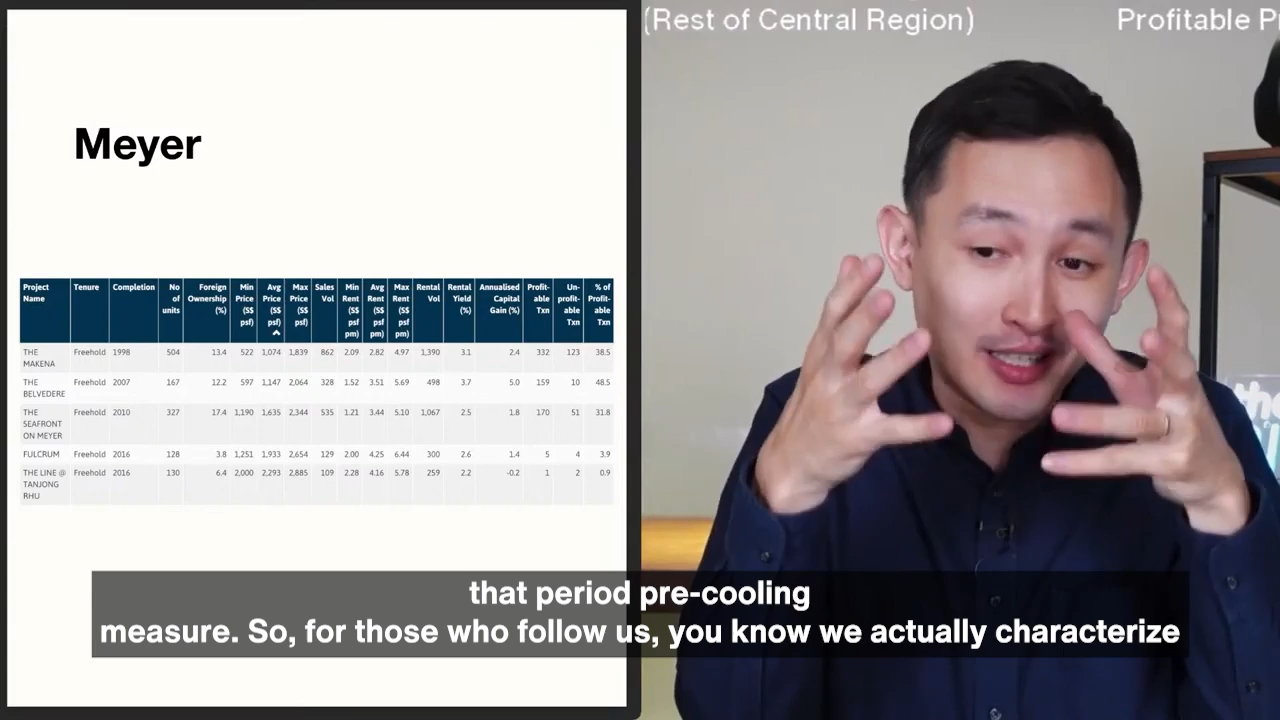 (Rest of Central Region)
Profitable P
Meyer
Project Name Tenure Completion No of units Foreign Ownership (%) Min Price (S$ psf) Avg Price (S$ psf) Max Price (S$ psf) Sales Vol Min Rent (S$ psf pm) Avg Rent (S$ psf pm) Max Rent (S$ psf pm) Rental Vol Rental Yield (%) Annualised Capital Gain (%) Profit-able Txn Un-profit-able Txn % of Profit-able Txn
THE MAKENA Freehold 1998 504 13.4 522 1,074 1,839 862 2.09 2.82 4.97 1,390 3.1 2.4 332 123 38.5
THE BELVEDERE Freehold 2007 167 12.2 597 1,147 2,064 328 1.52 3.51 5.69 498 3.7 5.0 159 10 48.5
THE SEAFRONT ON MEYER Freehold 2010 327 17.4 1,190 1,635 2,344 535 1.21 3.44 5.10 1,067 2.5 1.8 170 51 31.8
FULCRUM Freehold 2016 128 3.8 1,251 1,933 2,654 129 2.00 4.25 6.44 300 2.6 1.4 5 4 3.9
THE LINE @ TANJONG RHU Freehold 2016 130 6.4 2,000 2,293 2,885 109 2.28 4.16 5.78 259 2.2 -0.2 1 2 0.9
that period pre-cooling
measure. So, for those who follow us, you know we actually characterize